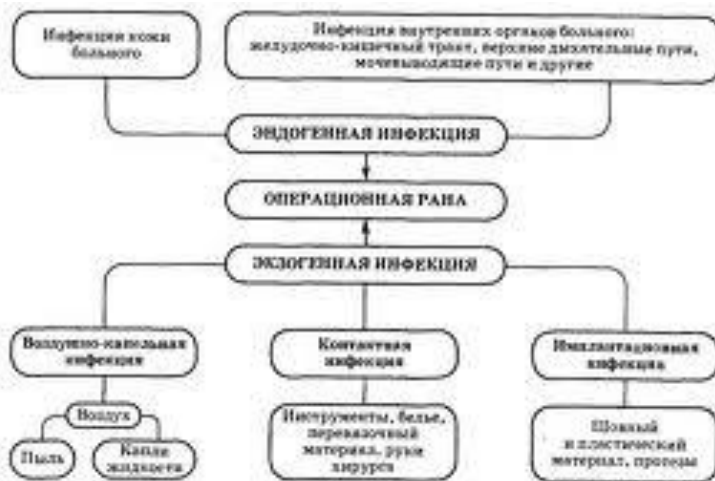 Инфекция кожи
больного
Инфекция внутренних органов больного:
желудочно-кишечный тракт, верхние дыхательные пути,
мочевыводящие пути и другие
ЭНДОГЕННАЯ ИНФЕКЦИЯ
ОПЕРАЦИОННАЯ РАНА
ЭКЗОГЕННАЯ ИНФЕКЦИЯ
Воздушно-капельная
инфекция
Контактная
инфекция
Имплантационная
инфекция
Воздух
Пыль
Капли
жидкости
Инструменты, белье,
перевязочный
материал, руки
хирурга
Шовный
и пластический
материал, протезы